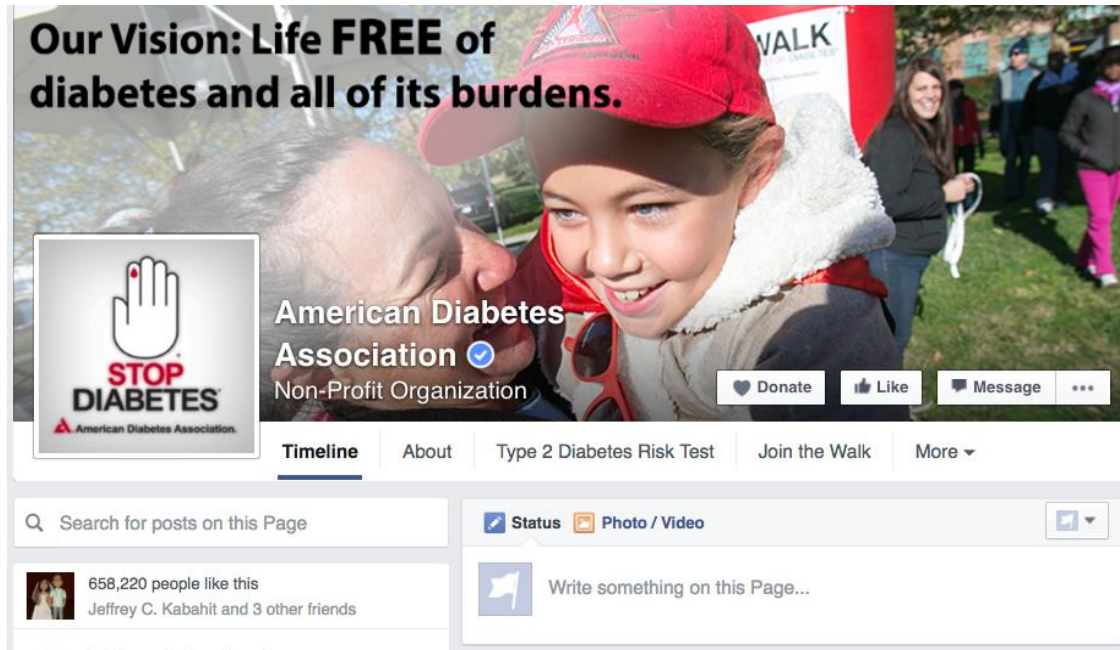 Our Vision: Life FREE of
diabetes and all of its burdens.
WALK
STOP
DIABETES
American Diabetes Association.
American Diabetes
Association
Non-Profit Organization
Donate
Like
Message
Timeline
About
Type 2 Diabetes Risk Test
Join the Walk
More
Search for posts on this Page
Status
Photo / Video
Write something on this Page...
658,220 people like this
Jeffrey C. Kabahit and 3 other friends